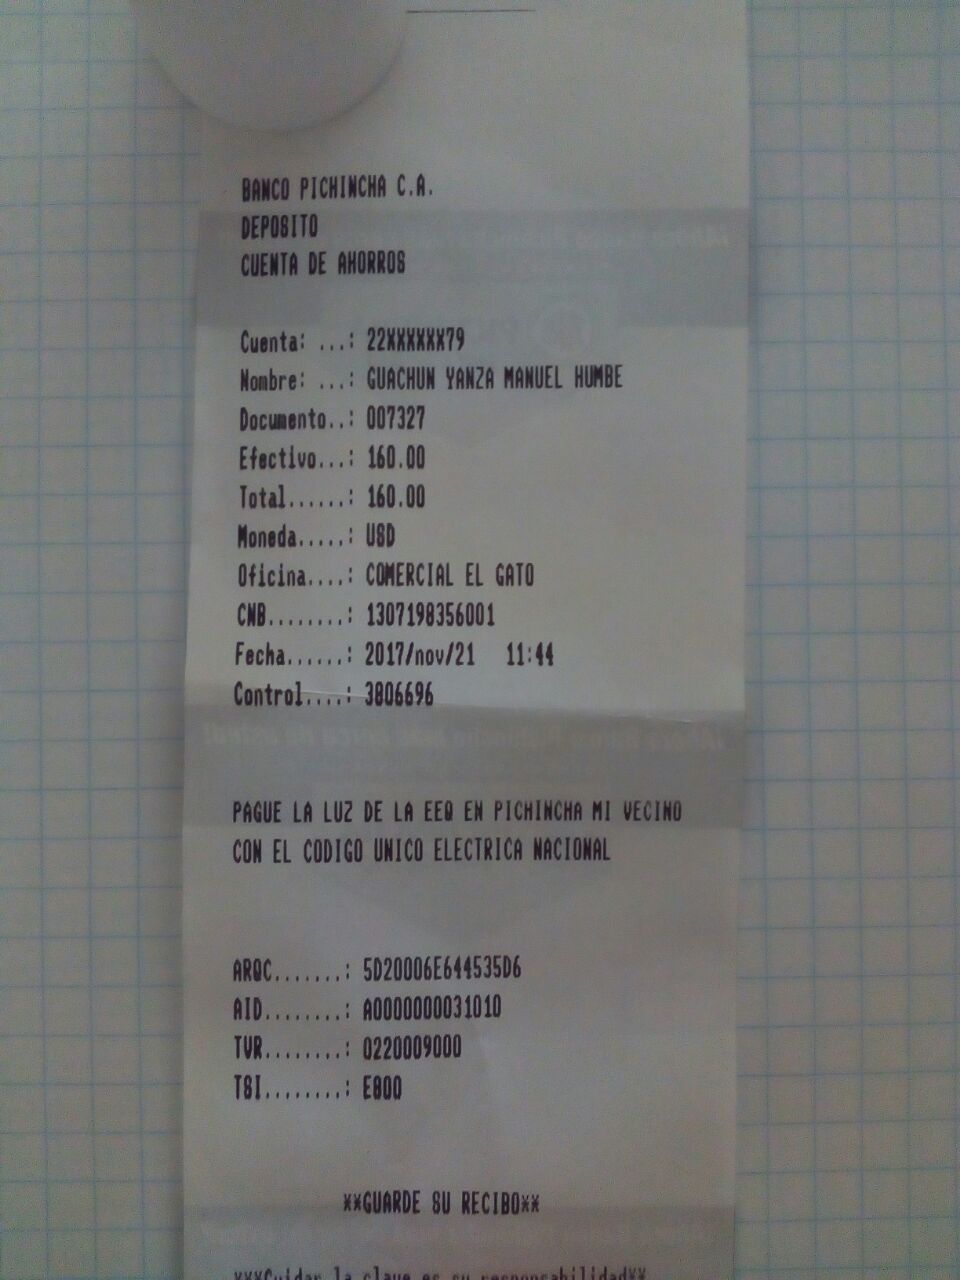 BANCO PICHINCHA C.A.
DEPOSITO
CUENTA DE AHORROS
Cuenta: ...: 22XXXXXX79
Nombre: ...: GUACHUN YANZA MANUEL HUMBE
Documento..: 007327
Efectivo...: 160.00
Total......: 160.00
Moneda.....: USD
Oficina....: COMERCIAL EL GATO
CNB........: 1307198356001
Fecha......: 2017/nov/21 11:44
Control....: 3806696
PAGUE LA LUZ DE LA EEQ EN PICHINCHA MI VECINO
CON EL CODIGO UNICO ELECTRICA NACIONAL
ARQC.......: 5D20006E644535D6
AID........: A0000000031010
TVR........: 0220009000
TSI........: E800
**GUARDE SU RECIBO**
***Cuidar la clave es su responsabilidad**